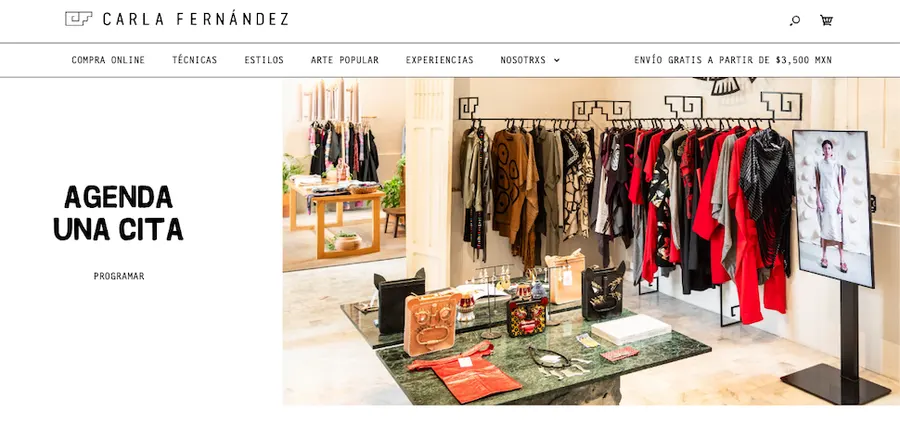 CARLA FERNÁNDEZ
COMPRA ONLINE TÉCNICAS ESTILOS ARTE POPULAR EXPERIENCIAS NOSOTRXS ENVÍO GRATIS A PARTIR DE $3,500 MXN
AGENDA
UNA CITA
PROGRAMAR